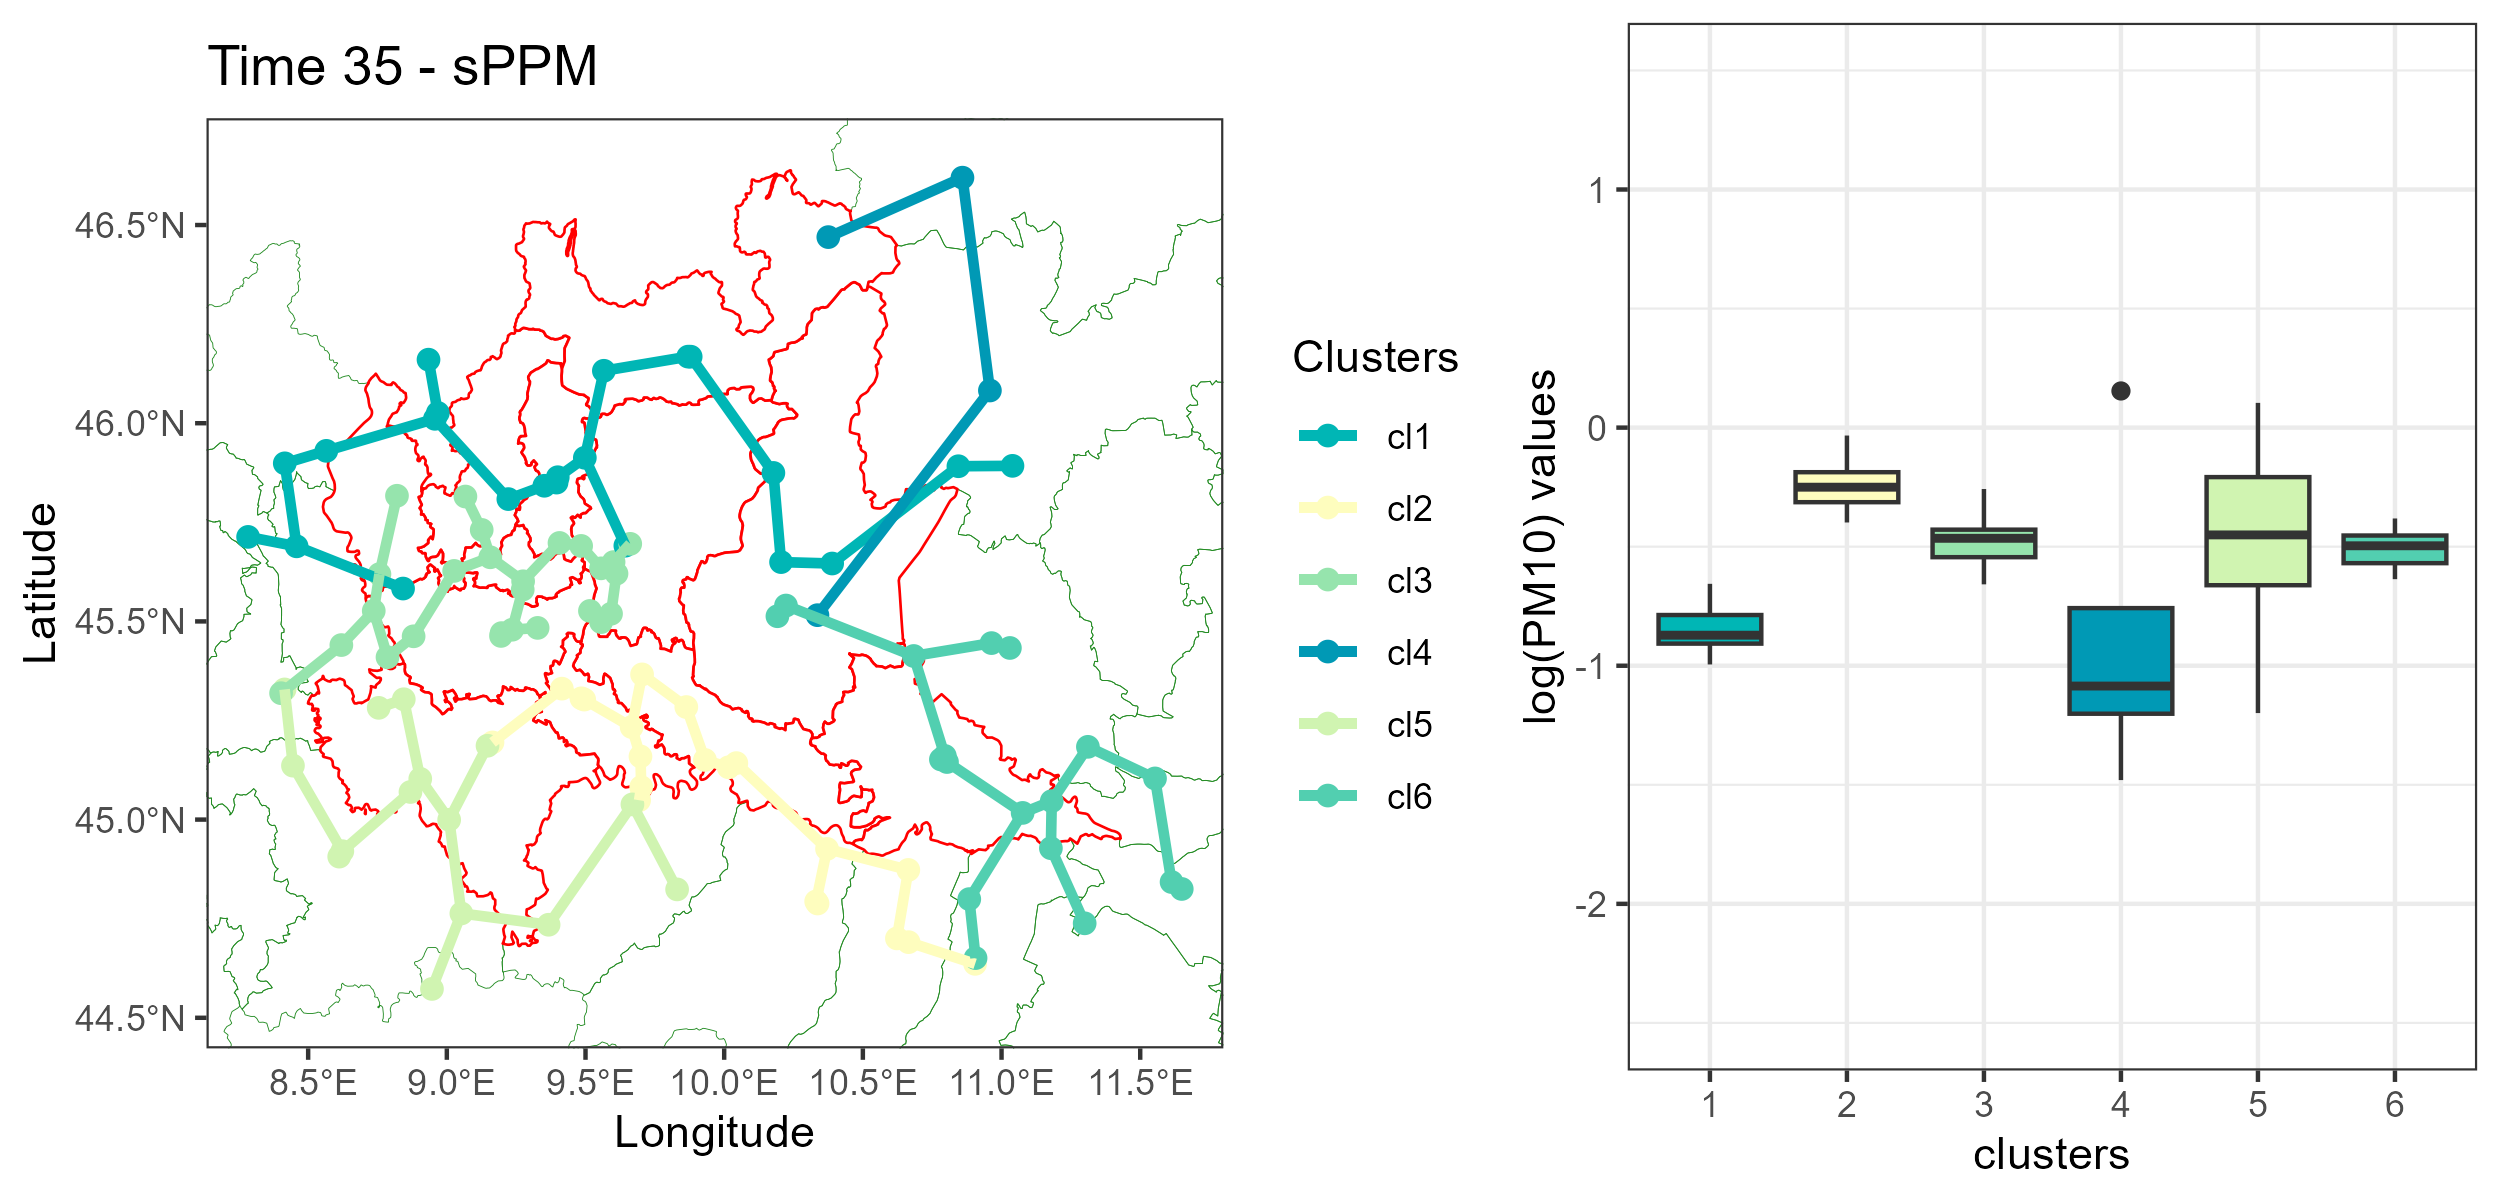 Time 35 - sPPM
46.5°N
46.0°N
45.5°N
45.0°N
44.5°N
Latitude
8.5°E 9.0°E 9.5°E 10.0°E 10.5°E 11.0°E 11.5°E
Longitude
Clusters
cl1
cl2
cl3
cl4
cl5
cl6
log(PM10) values
1
0
-1
-2
1 2 3 4 5 6
clusters